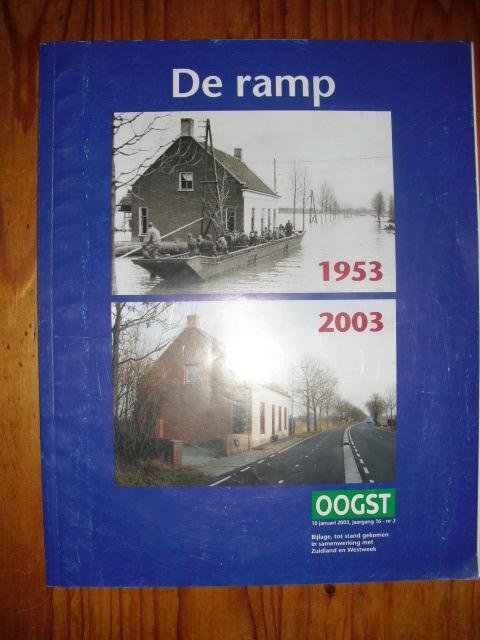 De ramp
1953
2003
OOGST
10 januari 2003, jaargang 16 - nr 2
Bijlage, tot stand gekomen
in samenwerking met
Zuidland en Westweek